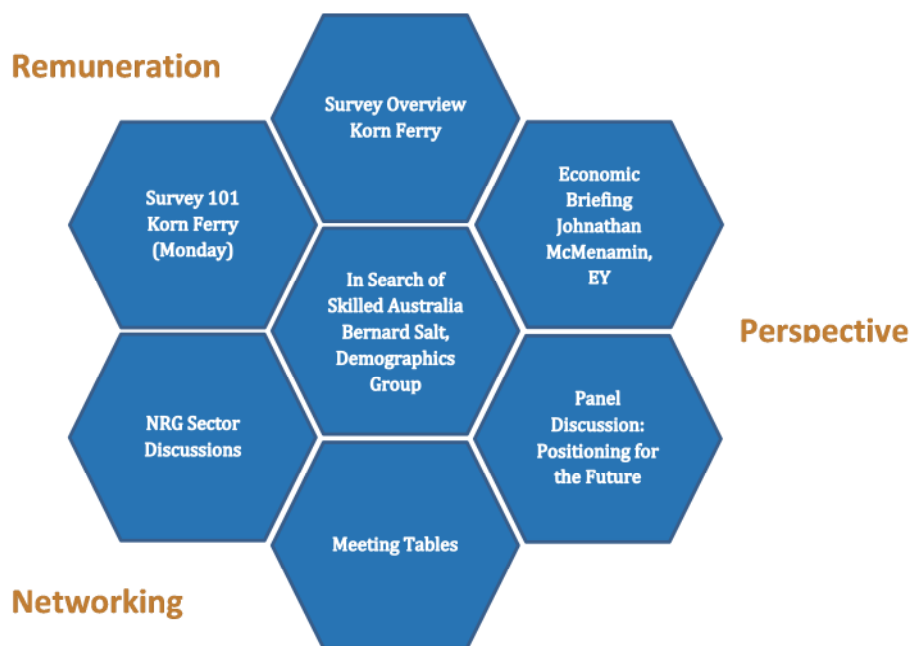 Remuneration
Survey Overview
Korn Ferry
Survey 101
Korn Ferry
(Monday)
Economic
Briefing
Johnathan
McMenamin,
EY
In Search of
Skilled Australia
Bernard Salt,
Demographics
Group
Perspective
NRG Sector
Discussions
Panel
Discussion:
Positioning for
the Future
Meeting Tables
Networking